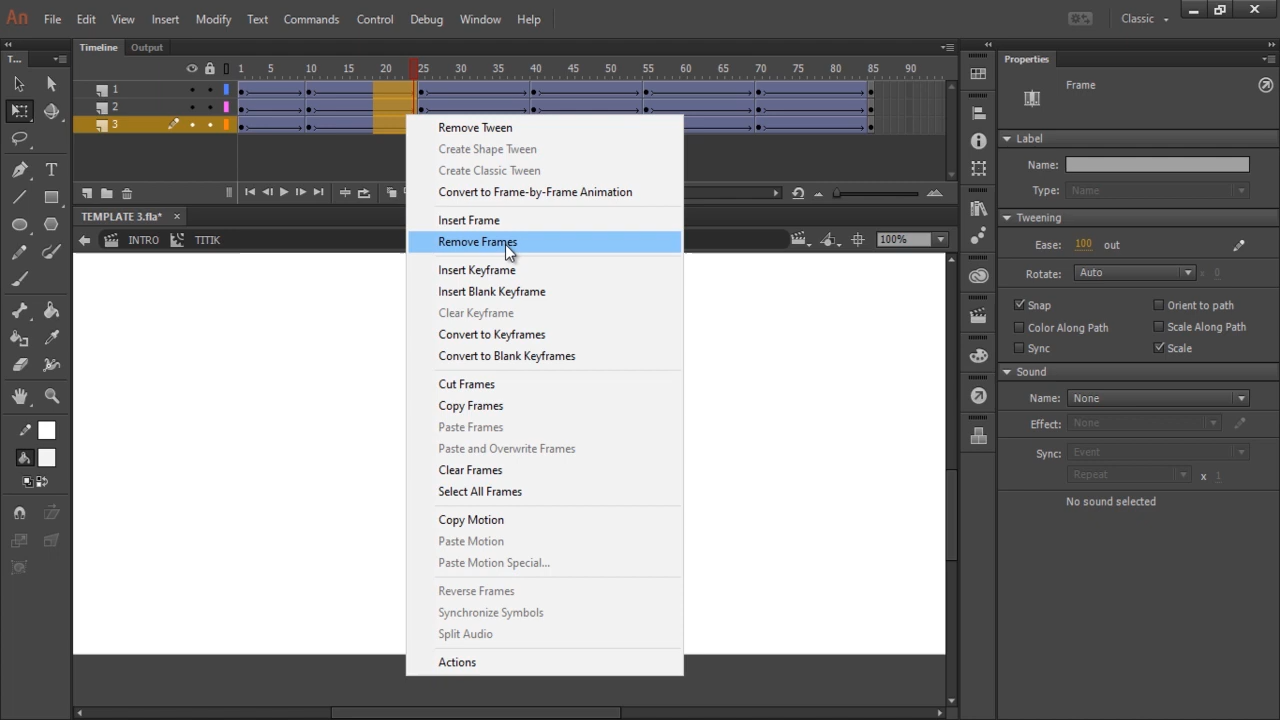 An File Edit View Insert Modify Text Commands Control Debug Window Help Classic
Timeline Output
T...
1 5 10 15 20 25 30 35 40 45 50 55 60 65 70 75 80 85 90
1
2
3
TEMPLATE 3.fla* ×
INTRO TITIK 100%
Remove Tween
Create Shape Tween
Create Classic Tween
Convert to Frame-by-Frame Animation
Insert Frame
Remove Frames
Insert Keyframe
Insert Blank Keyframe
Clear Keyframe
Convert to Keyframes
Convert to Blank Keyframes
Cut Frames
Copy Frames
Paste Frames
Paste and Overwrite Frames
Clear Frames
Select All Frames
Copy Motion
Paste Motion
Paste Motion Special...
Reverse Frames
Synchronize Symbols
Split Audio
Actions
Properties
Frame
Label
Name:
Type: Name
Tweening
Ease: 100 out
Rotate: Auto x 0
Snap Orient to path
Color Along Path Scale Along Path
Sync Scale
Sound
Name: None
Effect: None
Sync: Event
Repeat x 1
No sound selected